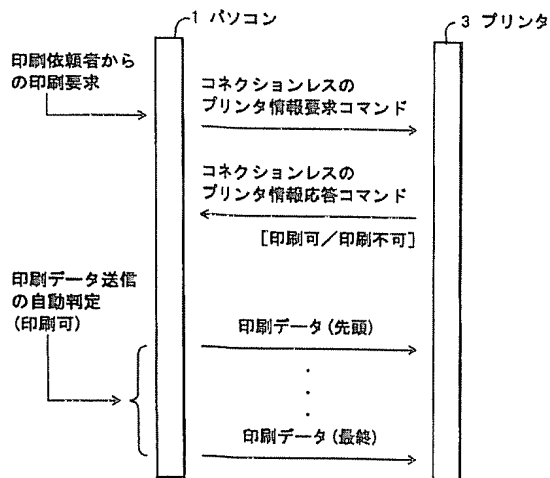 1 パソコン
3 プリンタ
印刷依頼者から
の印刷要求
コネクションレスの
プリンタ情報要求コマンド
コネクションレスの
プリンタ情報応答コマンド
[印刷可/印刷不可]
印刷データ送信
の自動判定
(印刷可)
印刷データ(先頭)
印刷データ(最終)